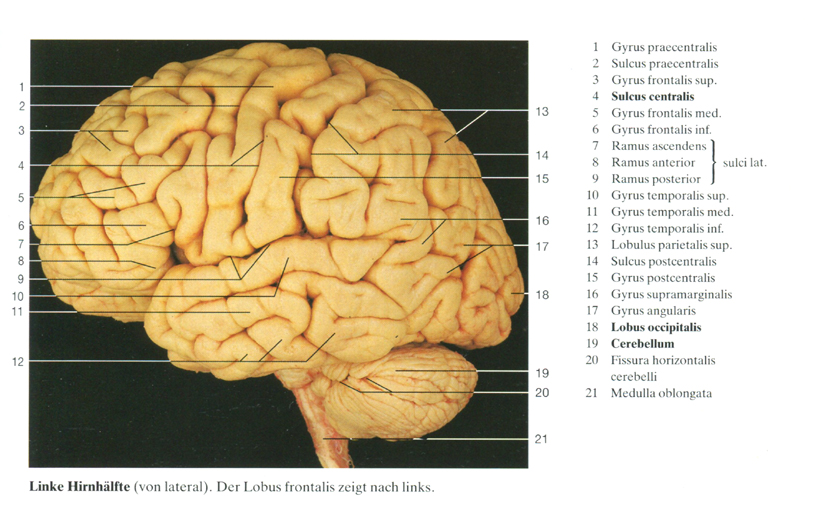 1 Gyrus praecentralis
2 Sulcus praecentralis
3 Gyrus frontalis sup.
4 Sulcus centralis
5 Gyrus frontalis med.
6 Gyrus frontalis inf.
7 Ramus ascendens
8 Ramus anterior sulci lat.
9 Ramus posterior
10 Gyrus temporalis sup.
11 Gyrus temporalis med.
12 Gyrus temporalis inf.
13 Lobulus parietalis sup.
14 Sulcus postcentralis
15 Gyrus postcentralis
16 Gyrus supramarginalis
17 Gyrus angularis
18 Lobus occipitalis
19 Cerebellum
20 Fissura horizontalis
cerebelli
21 Medulla oblongata
1
2
3
4
5
6
7
8
9
10
11
12
13
14
15
16
17
18
19
20
21
Linke Hirnhälfte (von lateral). Der Lobus frontalis zeigt nach links.